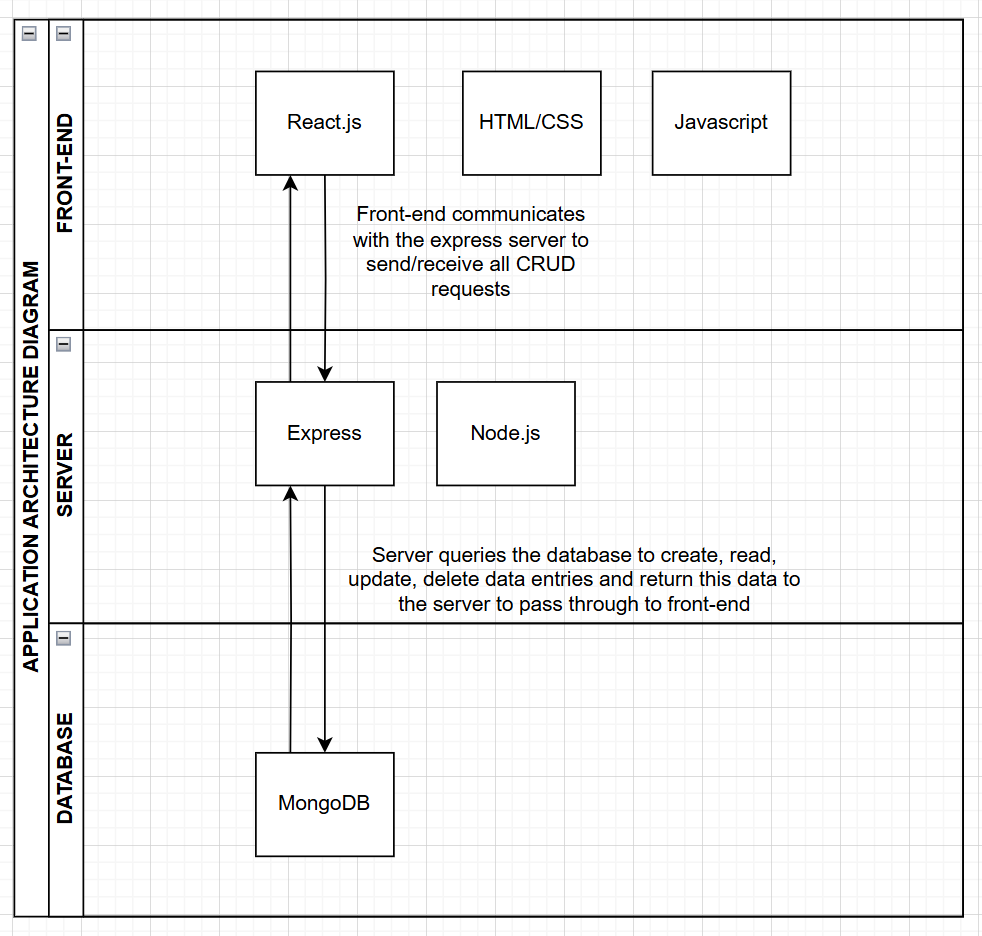 APPLICATION ARCHITECTURE DIAGRAM
FRONT-END
React.js
HTML/CSS
Javascript
Front-end communicates
with the express server to
send/receive all CRUD
requests
SERVER
Express
Node.js
Server queries the database to create, read,
update, delete data entries and return this data to
the server to pass through to front-end
DATABASE
MongoDB